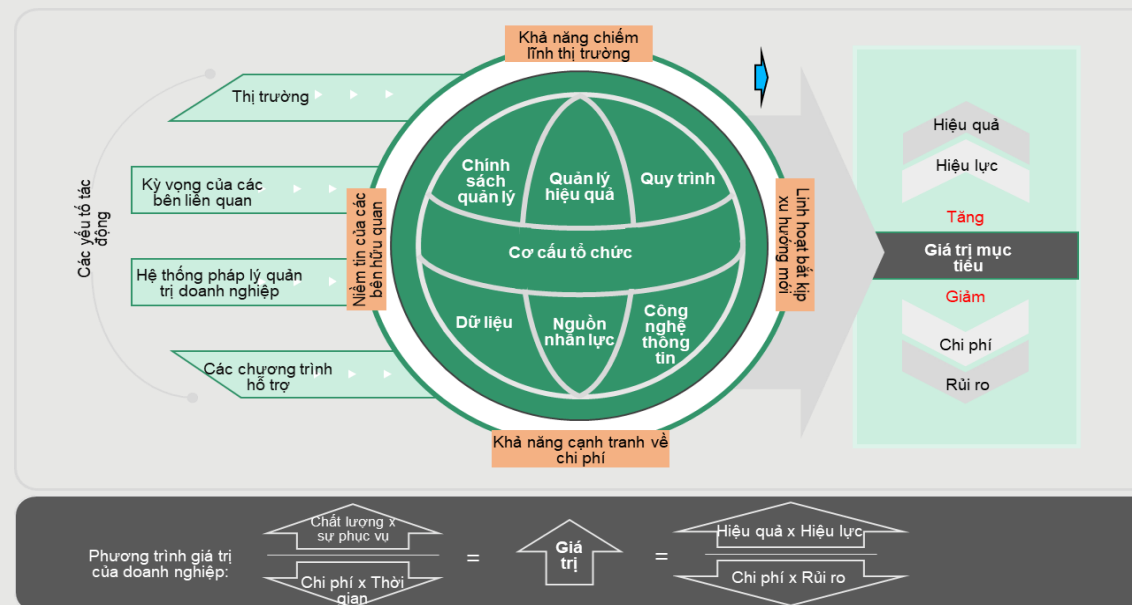 Khả năng chiếm
lĩnh thị trường
Các yếu tố tác
động
Thị trường
Kỳ vọng của các
bên liên quan
Hệ thống pháp lý quản
trị doanh nghiệp
Các chương trình
hỗ trợ
Niềm tin của các
bên hữu quan
Chính
sách
quản lý
Quản lý
hiệu quả
Quy trình
Cơ cấu tổ chức
Dữ liệu
Nguồn
nhân lực
Công
nghệ
thông
tin
Linh hoạt bắt kịp
xu hướng mới
Khả năng cạnh tranh về
chi phí
Hiệu quả
Hiệu lực
Tăng
Giá trị mục
tiêu
Giảm
Chi phí
Rủi ro
Phương trình giá trị
của doanh nghiệp:
Chất lượng x
sự phục vụ
Chi phí x Thời
gian
=
Giá
trị
=
Hiệu quả x Hiệu lực
Chi phí x Rủi ro